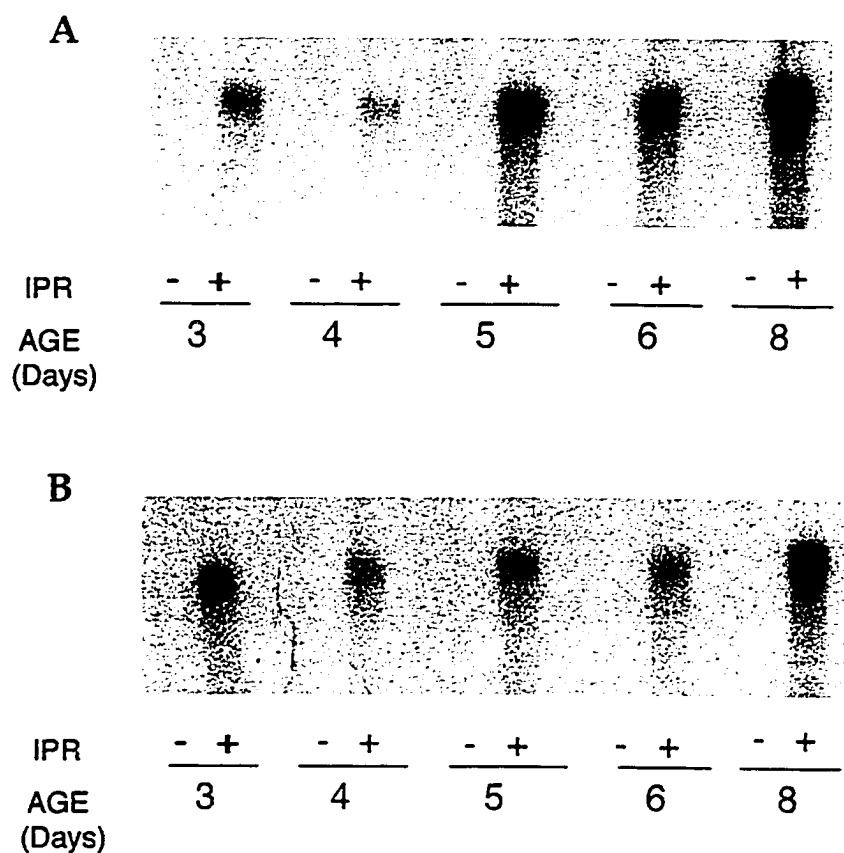 A
IPR - + - + - + - + - +
AGE 3 4 5 6 8
(Days)
B
IPR - + - + - + - + - +
AGE 3 4 5 6 8
(Days)